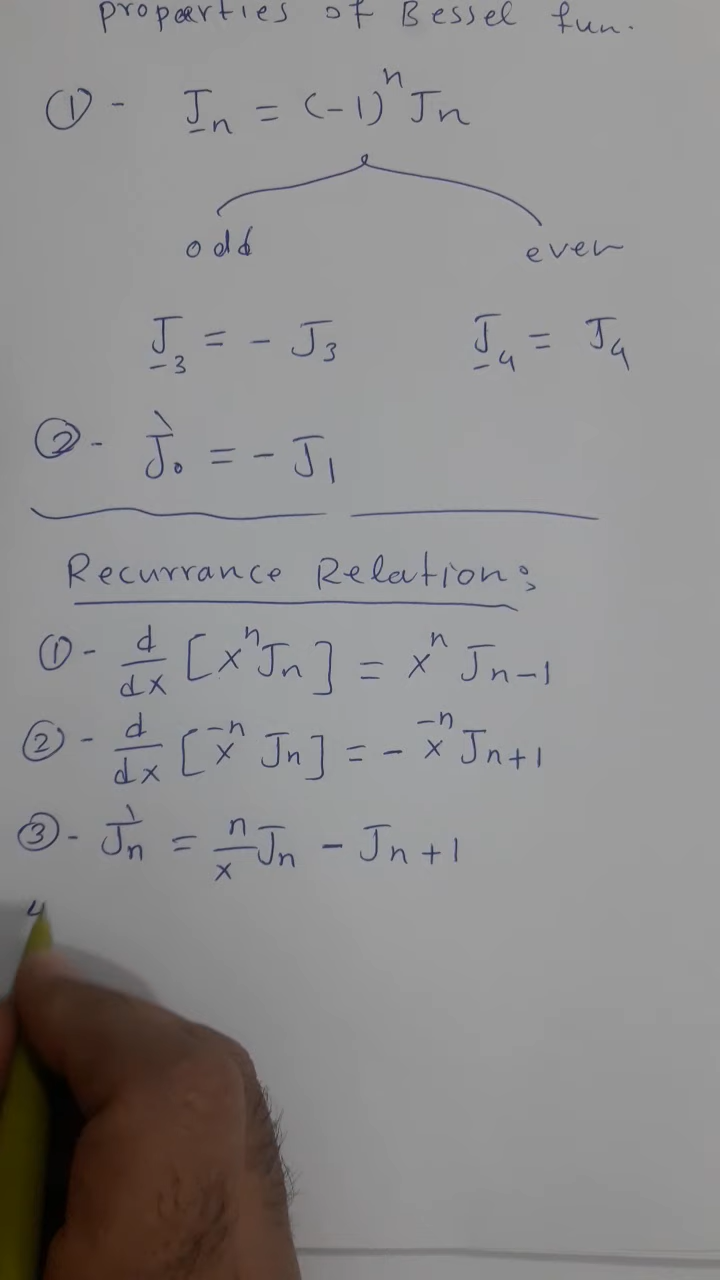 properties of Bessel fun.
① - J₋ₙ = (-1)ⁿ Jn
odd even
J₋₃ = - J₃ J₋₄ = J₄
② - J̀₀ = - J₁
Recurrance Relation:
① - d/dx [xⁿ Jn] = xⁿ Jn-1
② - d/dx [x⁻ⁿ Jn] = - x⁻ⁿ Jn+1
③ - J̀n = n/x Jn - Jn+1
4